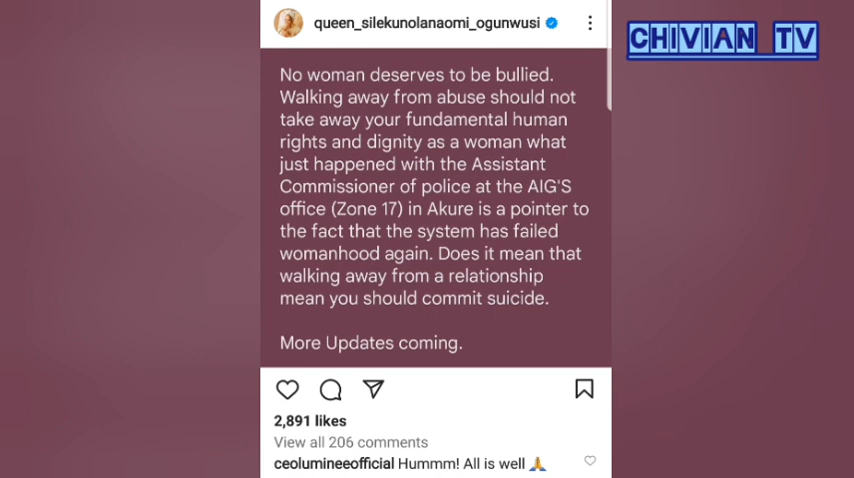 queen_silekunolanaomi_ogunwusi
CHIVIAN TV
No woman deserves to be bullied.
Walking away from abuse should not
take away your fundamental human
rights and dignity as a woman what
just happened with the Assistant
Commissioner of police at the AIG'S
office (Zone 17) in Akure is a pointer to
the fact that the system has failed
womanhood again. Does it mean that
walking away from a relationship
mean you should commit suicide.
More Updates coming.
2,891 likes
View all 206 comments
ceolumineeofficial Hummm! All is well 🙏